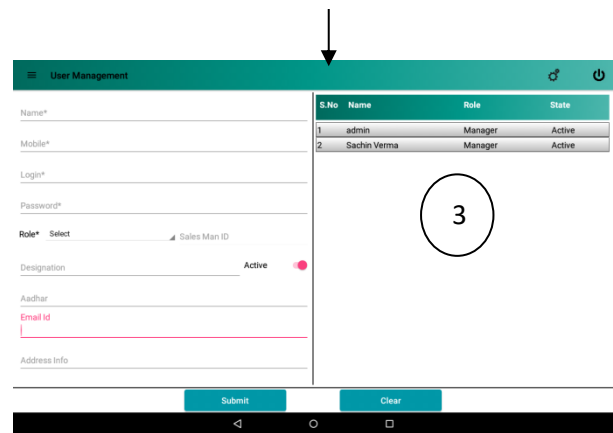 User Management
Name*
Mobile*
Login*
Password*
Role* Select Sales Man ID
Designation Active
Aadhar
Email Id
Address Info
S.No Name Role State
1 admin Manager Active
2 Sachin Verma Manager Active
3
Submit Clear